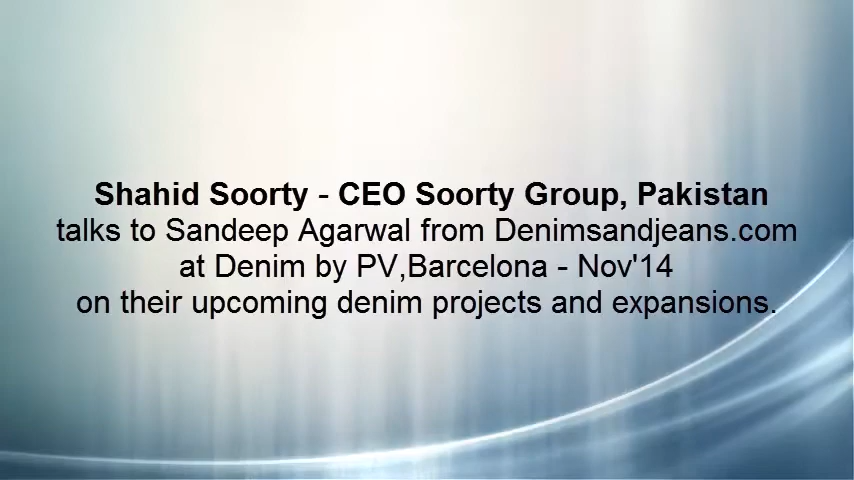 Shahid Soorty - CEO Soorty Group, Pakistan
talks to Sandeep Agarwal from Denimsandjeans.com
at Denim by PV,Barcelona - Nov'14
on their upcoming denim projects and expansions.